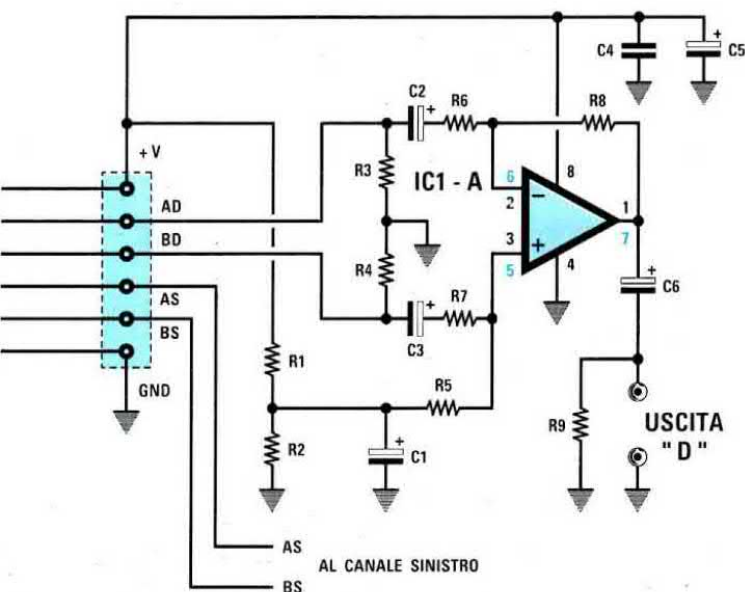 C4
+
C5
C2
+
R6
R8
+ V
R3
IC1 - A
6
2
8
−
1
7
AD
BD
3
5
+
4
R4
AS
+
R7
+
C6
BS
C3
R1
GND
R5
R9
USCITA
" D "
R2
+
C1
AS
AL CANALE SINISTRO
BS